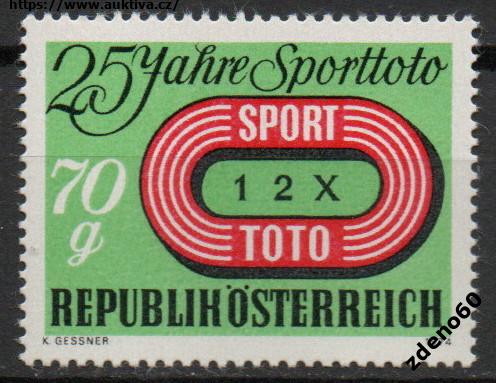 https://www.auktiva.cz/
25 Jahre Sporttoto
SPORT
70
g
1 2 X
TOTO
REPUBLIK ÖSTERREICH
K. GESSNER
zdeno60